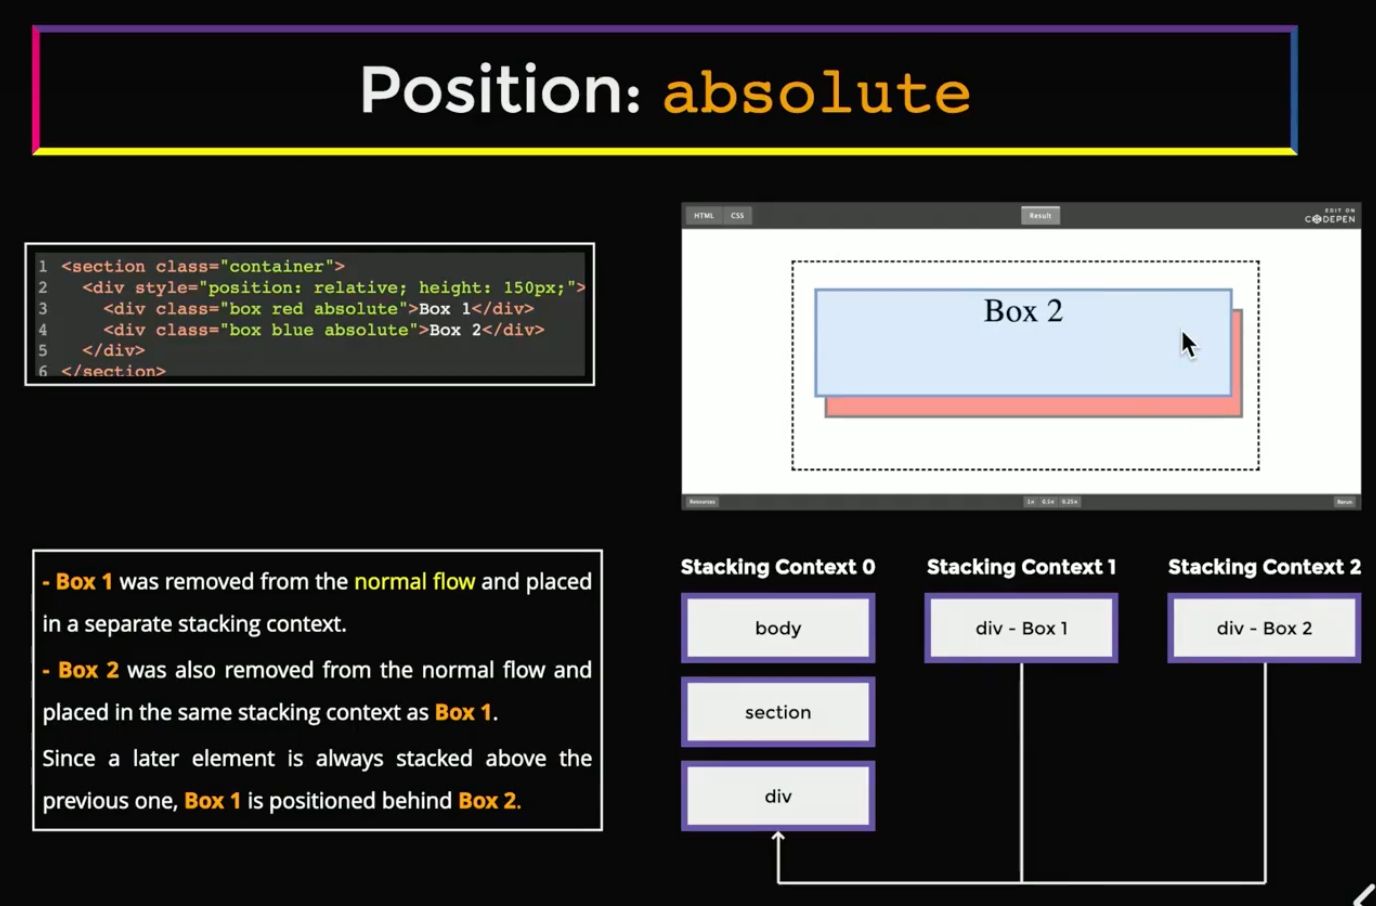 Position: absolute
HTML CSS Result EDIT ON
CODEPEN
1 <section class="container">
2 <div style="position: relative; height: 150px;">
3 <div class="box red absolute">Box 1</div>
4 <div class="box blue absolute">Box 2</div>
5 </div>
6 </section>
Box 2
Resources 1x 0.5x 0.25x Rerun
- Box 1 was removed from the normal flow and placed
in a separate stacking context.
- Box 2 was also removed from the normal flow and
placed in the same stacking context as Box 1.
Since a later element is always stacked above the
previous one, Box 1 is positioned behind Box 2.
Stacking Context 0 Stacking Context 1 Stacking Context 2
body div - Box 1 div - Box 2
section
div